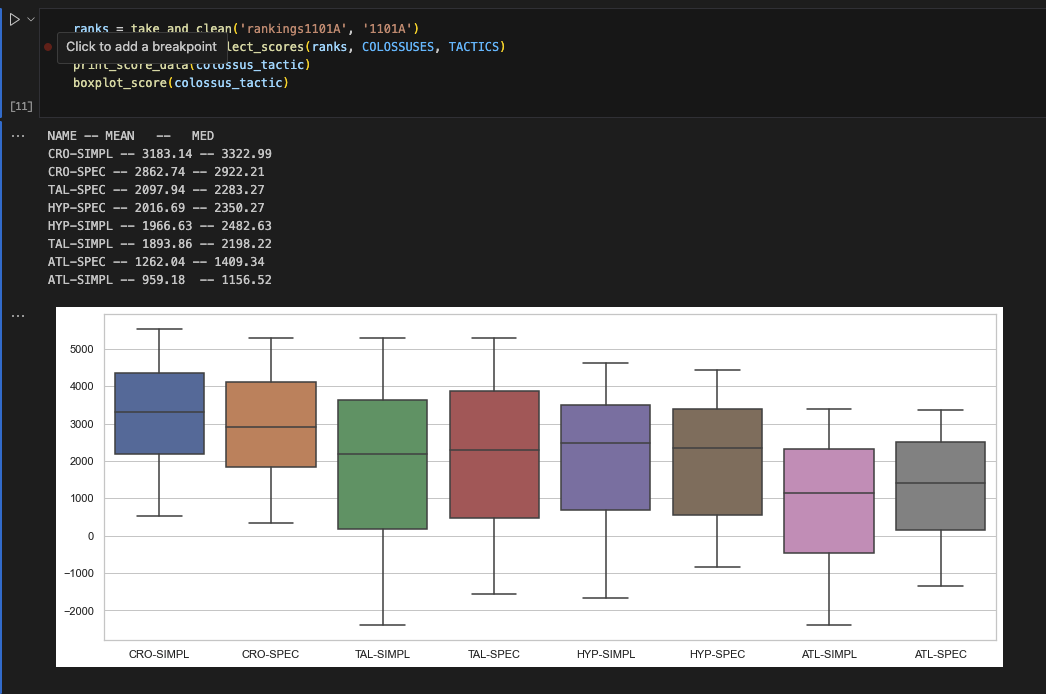 ranks = take_and_clean('rankings1101A', '1101A')
Click to add a breakpoint lect_scores(ranks, COLOSSUSES, TACTICS)
print_score_data(colossus_tactic)
boxplot_score(colossus_tactic)
[11]
NAME -- MEAN   --   MED
CRO-SIMPL -- 3183.14 -- 3322.99
CRO-SPEC -- 2862.74 -- 2922.21
TAL-SPEC -- 2097.94 -- 2283.27
HYP-SPEC -- 2016.69 -- 2350.27
HYP-SIMPL -- 1966.63 -- 2482.63
TAL-SIMPL -- 1893.86 -- 2198.22
ATL-SPEC -- 1262.04 -- 1409.34
ATL-SIMPL -- 959.18  -- 1156.52
5000
4000
3000
2000
1000
0
−1000
−2000
CRO-SIMPL CRO-SPEC TAL-SIMPL TAL-SPEC HYP-SIMPL HYP-SPEC ATL-SIMPL ATL-SPEC